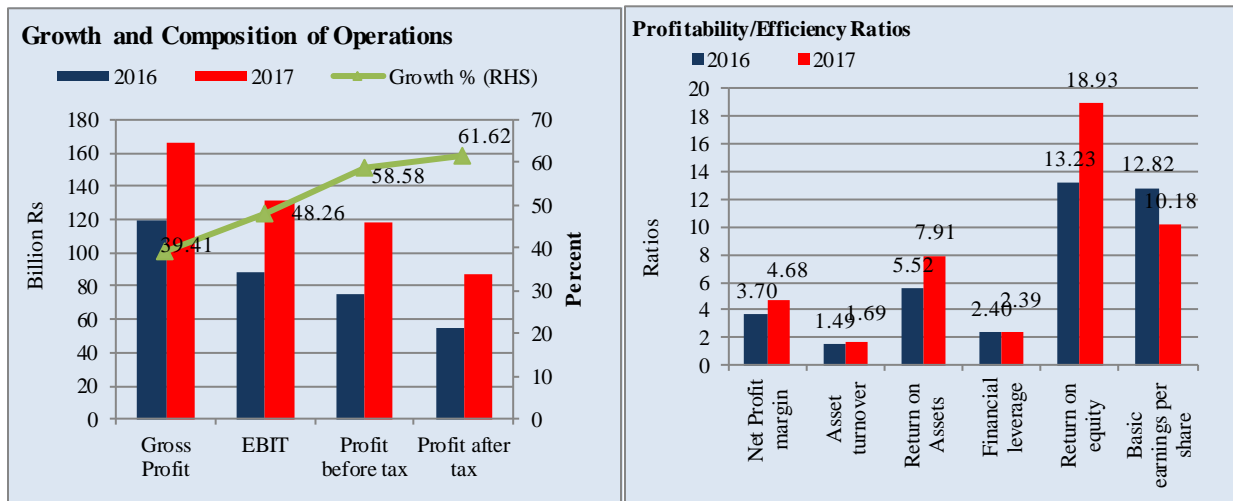 Growth and Composition of Operations
2016 2017 Growth % (RHS)
180
160
140
120
100
80
60
40
20
0
Billion Rs
70
60
50
40
30
20
10
0
Percent
39.41
48.26
58.58
61.62
Gross
Profit
EBIT
Profit
before tax
Profit after
tax
Profitability/Efficiency Ratios
2016 2017
20
18
16
14
12
10
8
6
4
2
0
Ratios
3.70
4.68
1.49
1.69
5.52
7.91
2.40
2.39
13.23
18.93
12.82
10.18
Net Profit
margin
Asset
turnover
Return on
Assets
Financial
leverage
Return on
equity
Basic
earnings per
share